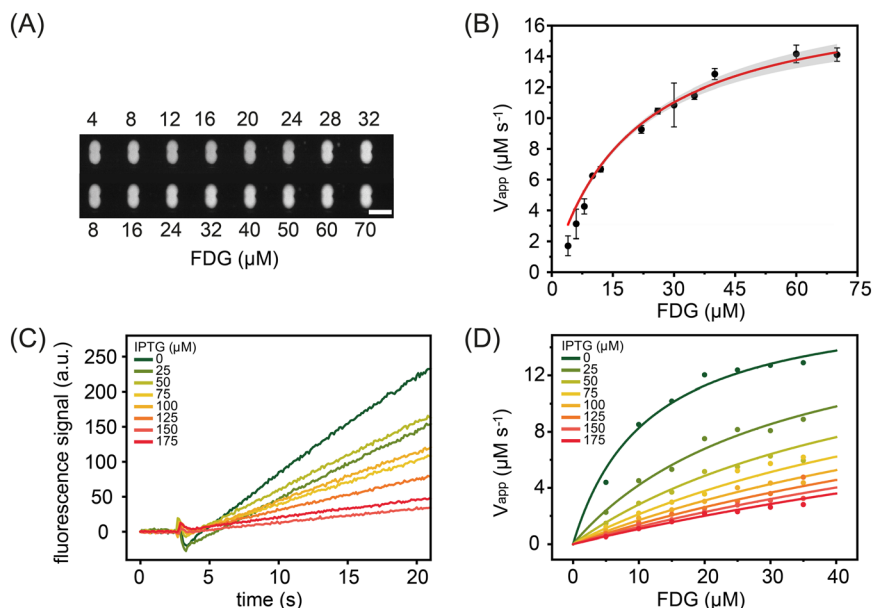 (A)
4 8 12 16 20 24 28 32
8 16 24 32 40 50 60 70
FDG (µM)
(B)
16
14
12
10
8
6
4
2
0
Vapp (µM s⁻¹)
0 15 30 45 60 75
FDG (µM)
(C)
IPTG (µM)
0
25
50
75
100
125
150
175
250
200
150
100
50
0
fluorescence signal (a.u.)
0 5 10 15 20
time (s)
(D)
IPTG (µM)
0
25
50
75
100
125
150
175
12
8
4
0
Vapp (µM s⁻¹)
0 10 20 30 40
FDG (µM)